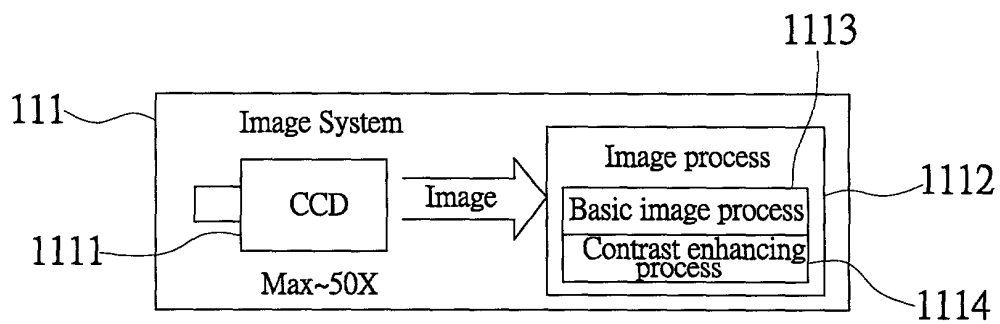 1113
111
Image System
Image process
1112
CCD
Image
Basic image process
Contrast enhancing
process
1111
Max~50X
1114